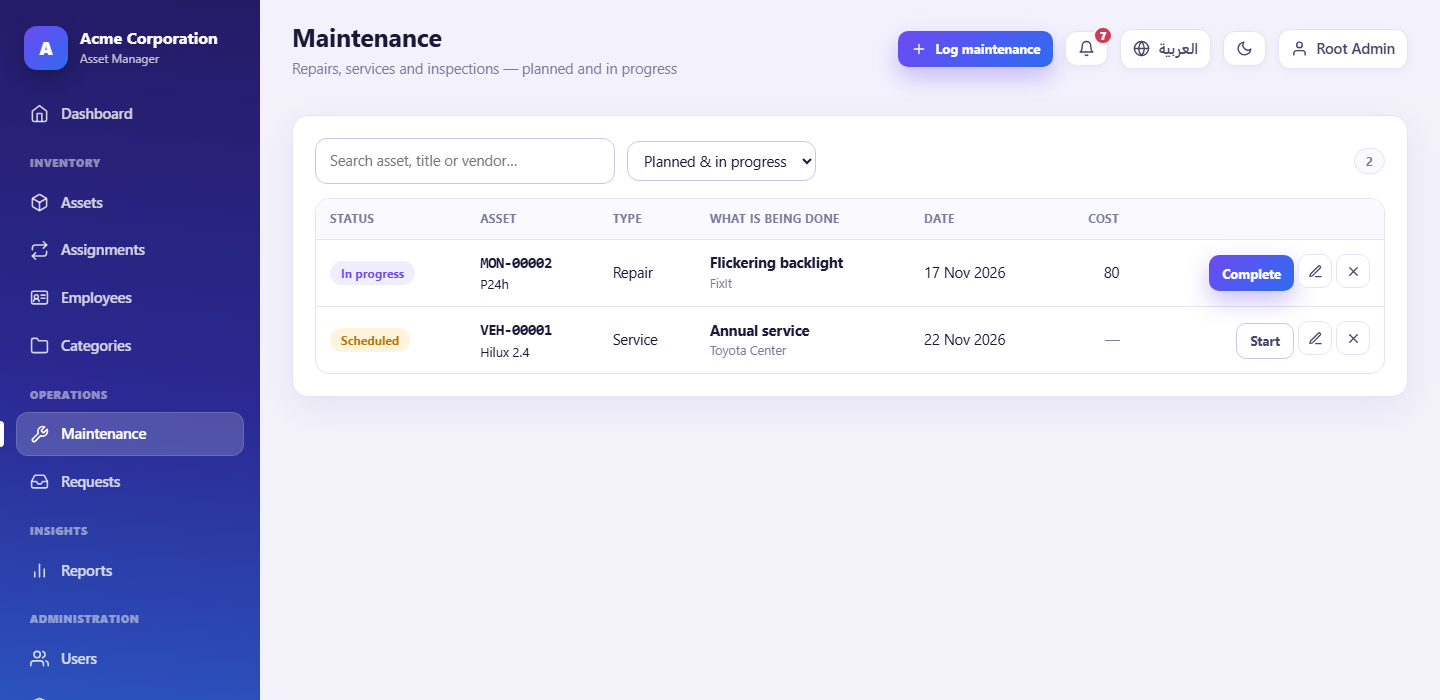 A
Acme Corporation
Asset Manager
Dashboard
INVENTORY
Assets
Assignments
Employees
Categories
OPERATIONS
Maintenance
Requests
INSIGHTS
Reports
ADMINISTRATION
Users
Maintenance
Repairs, services and inspections — planned and in progress
+ Log maintenance
7
العربية
Root Admin
Search asset, title or vendor...
Planned & in progress
2
STATUS ASSET TYPE WHAT IS BEING DONE DATE COST
In progress MON-00002 Repair Flickering backlight 17 Nov 2026 80 Complete
P24h FixIt
Scheduled VEH-00001 Service Annual service 22 Nov 2026 — Start
Hilux 2.4 Toyota Center